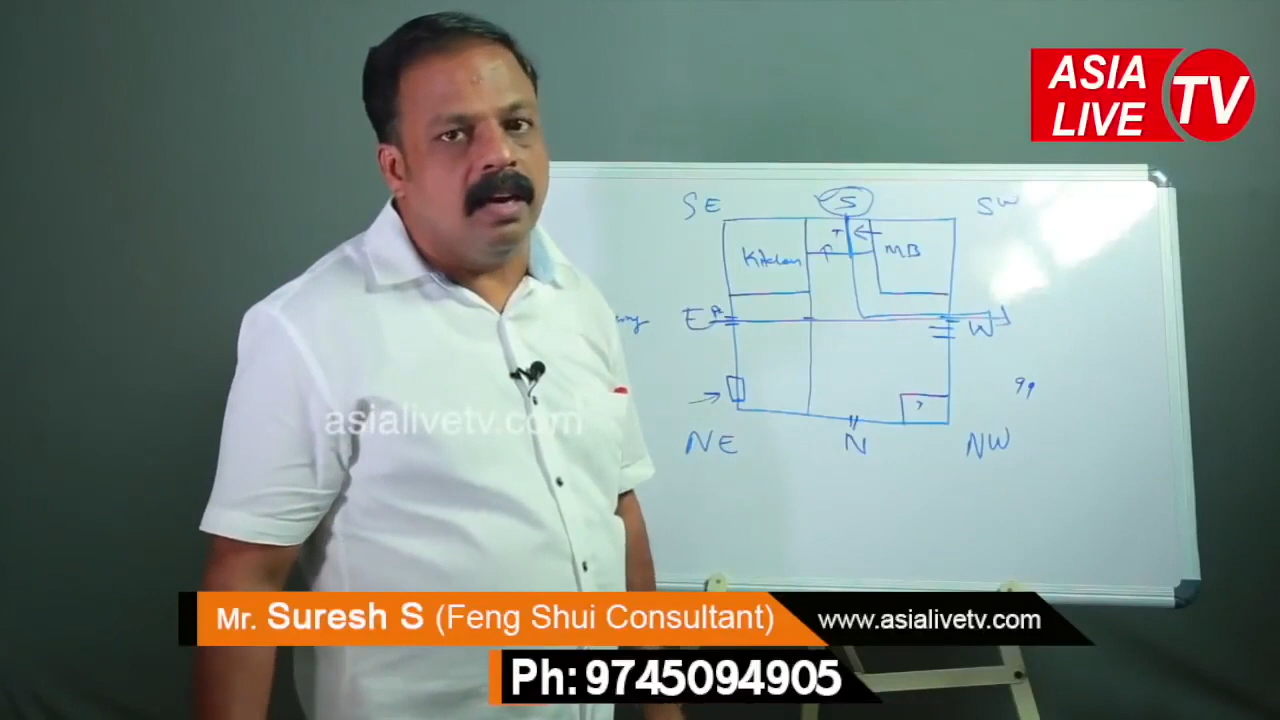 ASIA
LIVE
TV
SE
S
SW
Kitchen
T
MB
E
W
NE
N
NW
asialivetv.com
Mr. Suresh S (Feng Shui Consultant)
www.asialivetv.com
Ph: 9745094905